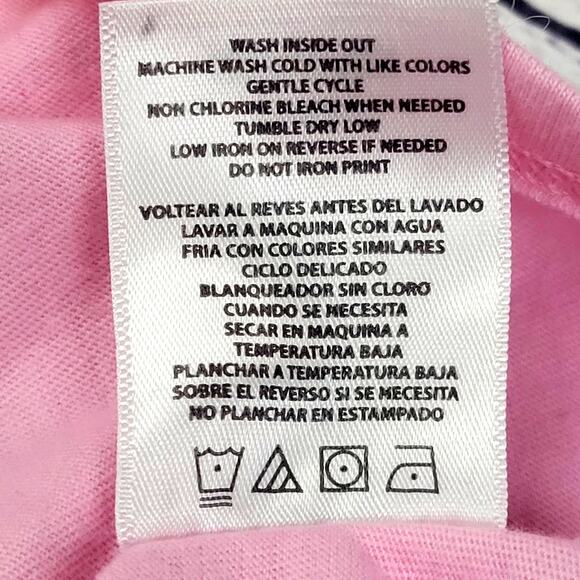 WASH INSIDE OUT
MACHINE WASH COLD WITH LIKE COLORS
GENTLE CYCLE
NON CHLORINE BLEACH WHEN NEEDED
TUMBLE DRY LOW
LOW IRON ON REVERSE IF NEEDED
DO NOT IRON PRINT
VOLTEAR AL REVES ANTES DEL LAVADO
LAVAR A MAQUINA CON AGUA
FRIA CON COLORES SIMILARES
CICLO DELICADO
BLANQUEADOR SIN CLORO
CUANDO SE NECESITA
SECAR EN MAQUINA A
TEMPERATURA BAJA
PLANCHAR A TEMPERATURA BAJA
SOBRE EL REVERSO SI SE NECESITA
NO PLANCHAR EN ESTAMPADO